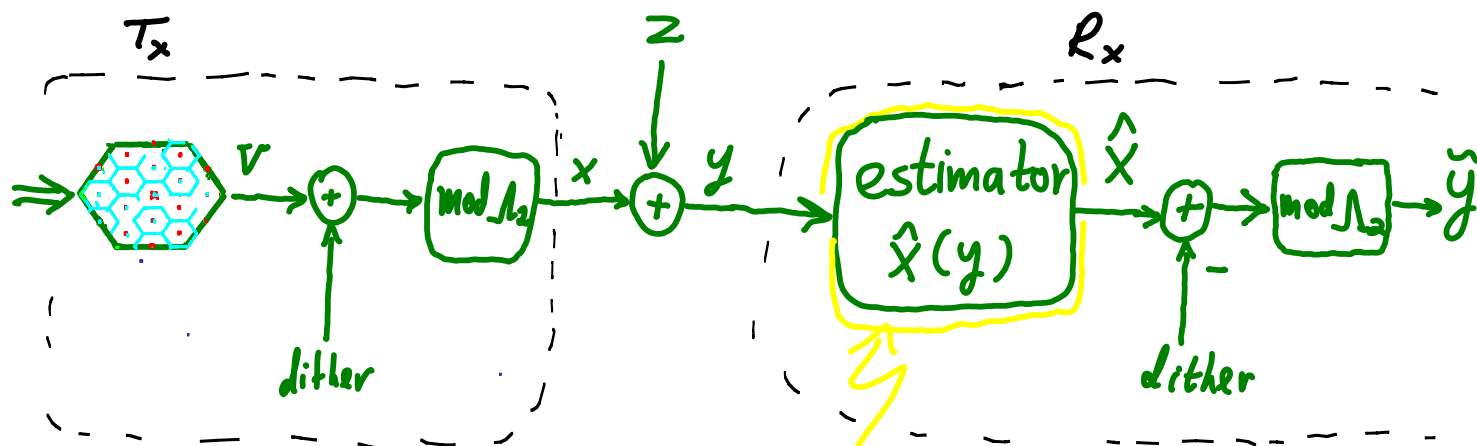 Tx
Rx
Z
V
+
mod Λ₂
x
+
y
estimator
x̂(y)
X̂
+
-
mod Λ₂
ỹ
dither
dither